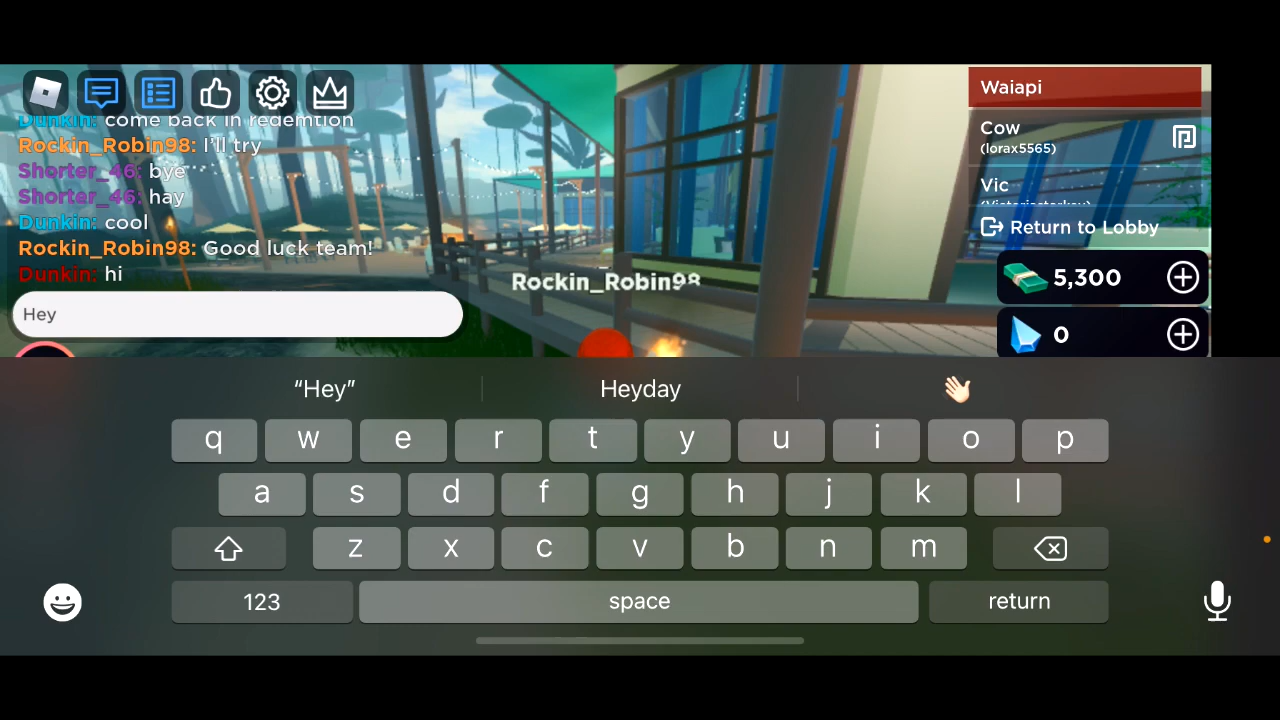 Dunkin: come back in redemtion
Rockin_Robin98: I'll try
Shorter_46: bye
Shorter_46: hay
Dunkin: cool
Rockin_Robin98: Good luck team!
Dunkin: hi
Hey
Rockin_Robin98
Waiapi
Cow
(lorax5565)
Vic
Return to Lobby
5,300
0
“Hey” Heyday
q w e r t y u i o p
a s d f g h j k l
z x c v b n m
123 space return